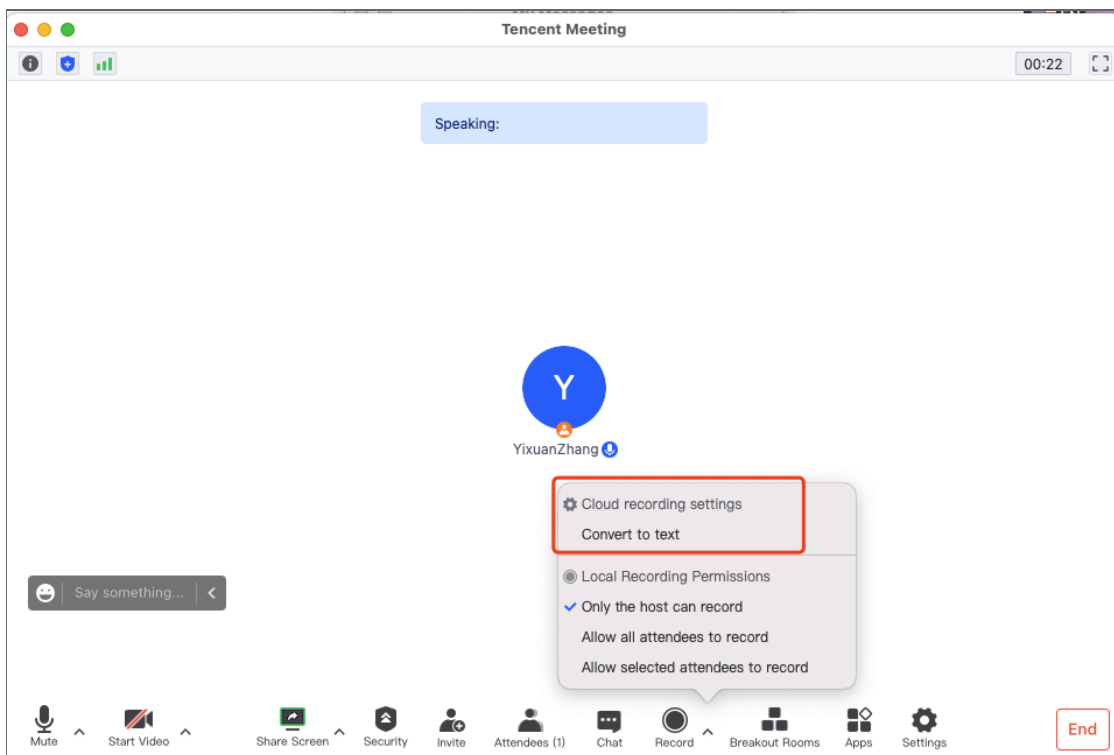 Tencent Meeting
00:22
Speaking:
Y
YixuanZhang
Cloud recording settings
Convert to text
Local Recording Permissions
Only the host can record
Allow all attendees to record
Allow selected attendees to record
Say something...
Mute
Start Video
Share Screen
Security
Invite
Attendees (1)
Chat
Record
Breakout Rooms
Apps
Settings
End